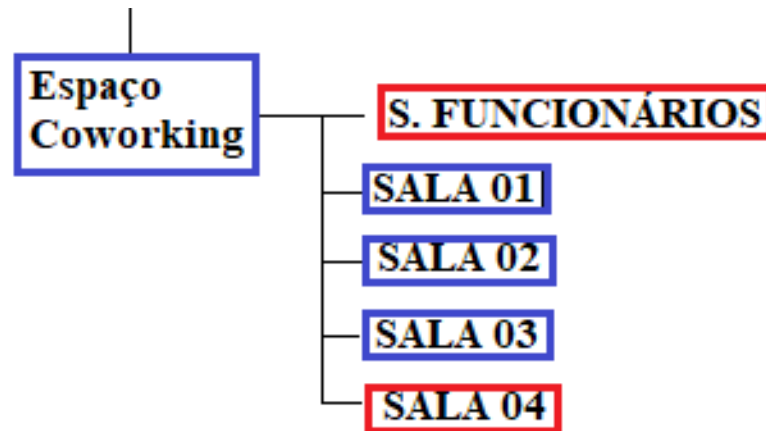 Espaço
Coworking
S. FUNCIONÁRIOS
SALA 01
SALA 02
SALA 03
SALA 04